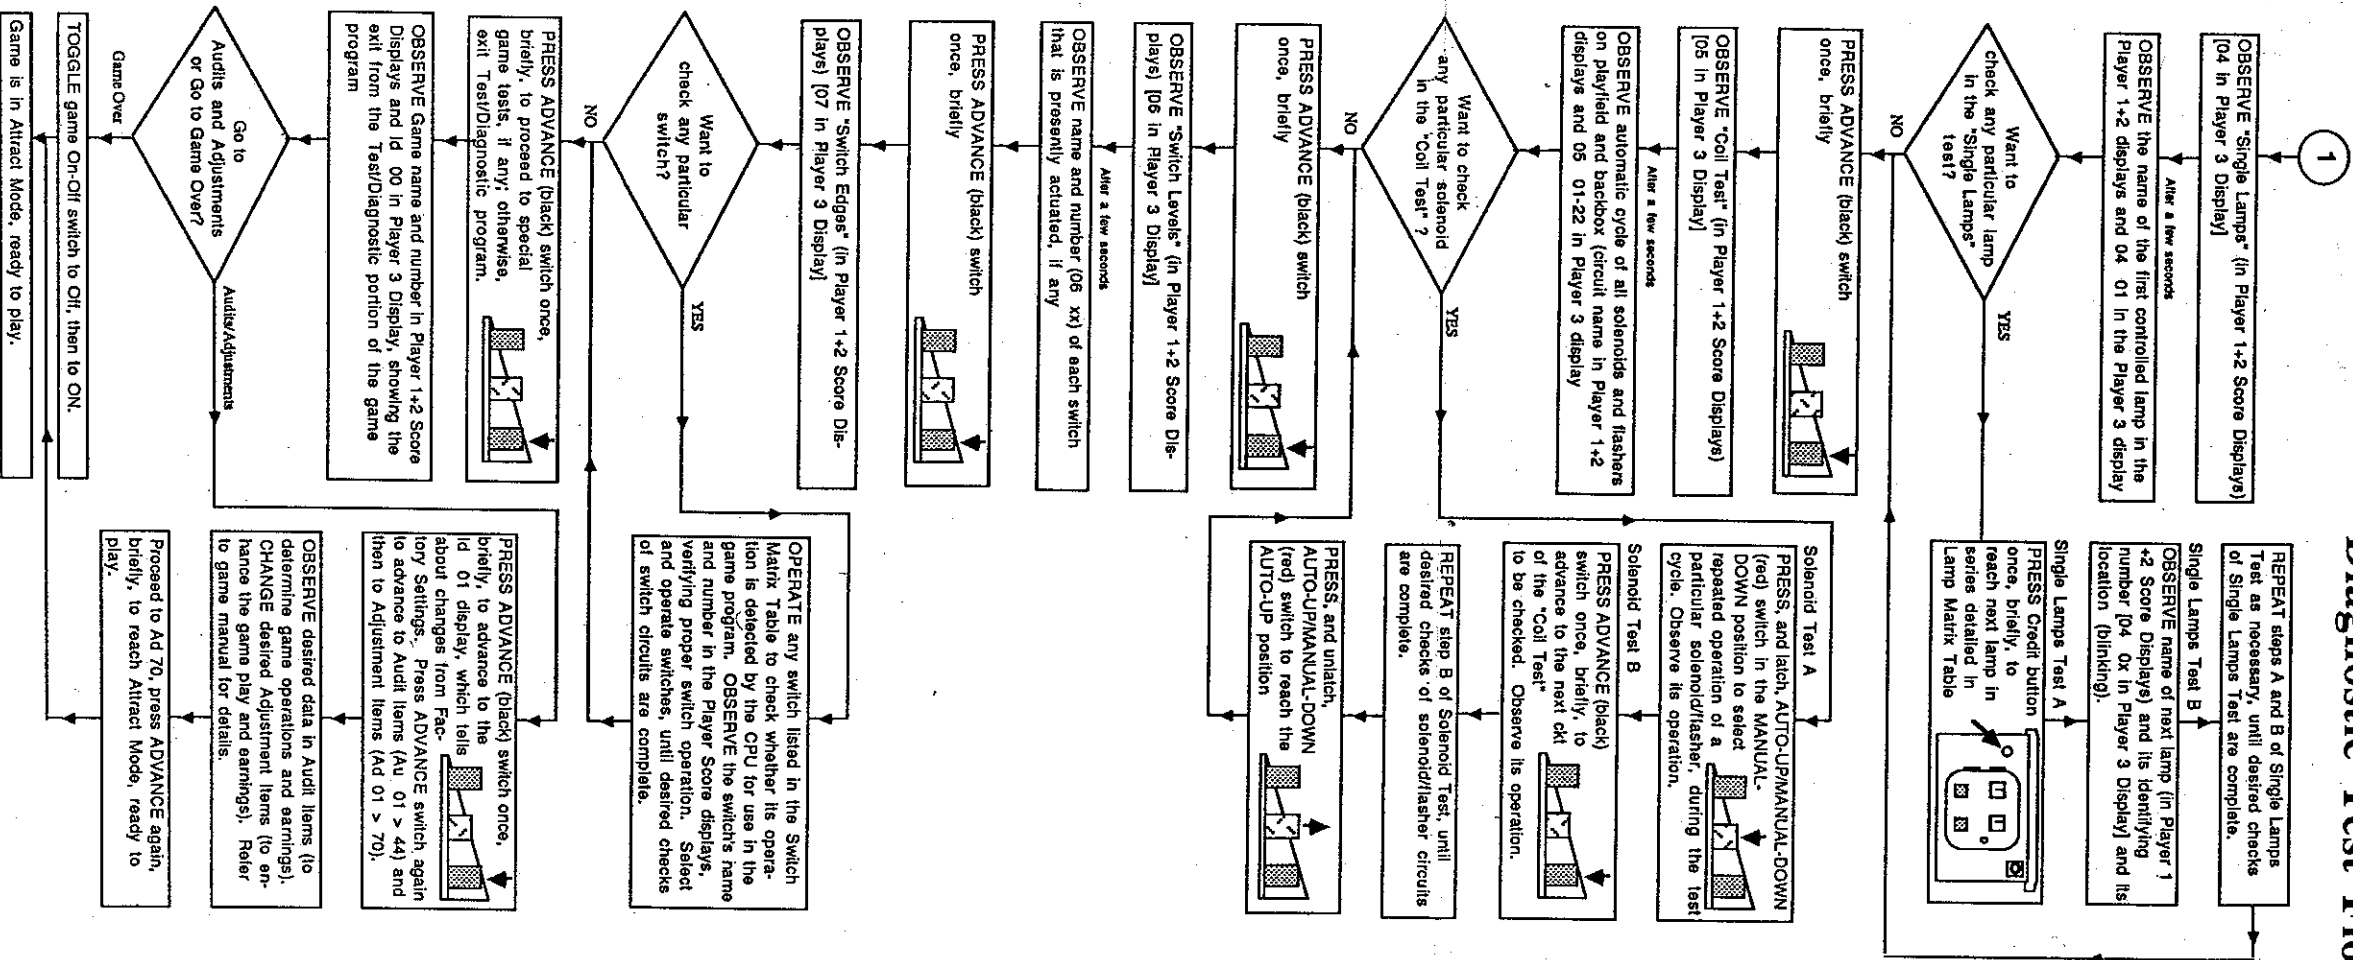 1
OBSERVE "Single Lamps" (in Player 1+2 Score Displays)
[04 in Player 3 Display]
After a few seconds
OBSERVE the name of the first controlled lamp in the
Player 1+2 displays and 04 01 in the Player 3 display
Want to
check any particular lamp
in the "Single Lamps"
test?
YES
NO
Single Lamps Test A
PRESS Credit button
once, briefly, to
reach next lamp in
series detailed in
Lamp Matrix Table
Single Lamps Test B
OBSERVE name of next lamp (in Player 1
+2 Score Displays) and its identifying
number [04 0x in Player 3 Display] and its
location (blinking).
REPEAT steps A and B of Single Lamps
Test as necessary, until desired checks
of Single Lamps Test are complete.
PRESS ADVANCE (black) switch
once, briefly
OBSERVE "Coil Test" (in Player 1+2 Score Displays)
[05 in Player 3 Display]
After a few seconds
OBSERVE automatic cycle of all solenoids and flashers
on playfield and backbox (circuit name in Player 1+2
displays and 05 01-22 in Player 3 display
Want to check
any particular solenoid
in the "Coil Test" ?
YES
NO
Solenoid Test A
PRESS, and latch, AUTO-UP/MANUAL-DOWN
(red) switch in the MANUAL-
DOWN position to select
repeated operation of a
particular solenoid/flasher, during the test
cycle. Observe its operation.
Solenoid Test B
PRESS ADVANCE (black)
switch once, briefly, to
advance to the next ckt
of the "Coil Test"
to be checked. Observe its operation.
REPEAT step B of Solenoid Test, until
desired checks of solenoid/flasher circuits
are complete.
PRESS, and unlatch,
AUTO-UP/MANUAL-DOWN
(red) switch to reach the
AUTO-UP position
PRESS ADVANCE (black) switch
once, briefly
OBSERVE "Switch Levels" (in Player 1+2 Score Dis-
plays) [06 in Player 3 Display]
After a few seconds
OBSERVE name and number (06 xx) of each switch
that is presently actuated, if any
PRESS ADVANCE (black) switch
once, briefly
OBSERVE "Switch Edges" (in Player 1+2 Score Dis-
plays) [07 in Player 3 Display]
Want to
check any particular
switch?
YES
NO
OPERATE any switch listed in the Switch
Matrix Table to check whether its opera-
tion is detected by the CPU for use in the
game program. OBSERVE the switch's name
and number in the Player Score displays,
verifying proper switch operation. Select
and operate switches, until desired checks
of switch circuits are complete.
PRESS ADVANCE (black) switch once,
briefly, to proceed to special
game tests, if any; otherwise,
exit Test/Diagnostic program.
OBSERVE Game name and number in Player 1+2 Score
Displays and Id 00 in Player 3 Display, showing the
exit from the Test/Diagnostic portion of the game
program
Go to
Audits and Adjustments
or Go to Game Over?
Audits/Adjustments
Game Over
PRESS ADVANCE (black) switch once,
briefly, to advance to the
Id 01 display, which tells
about changes from Fac-
tory Settings. Press ADVANCE switch again
to advance to Audit Items (Au 01 > 44) and
then to Adjustment Items (Ad 01 > 70).
OBSERVE desired data in Audit Items (to
determine game operations and earnings).
CHANGE desired Adjustment Items (to en-
hance the game play and earnings). Refer
to game manual for details.
Proceed to Ad 70, press ADVANCE again,
briefly, to reach Attract Mode, ready to
play.
TOGGLE game On-Off switch to Off, then to ON.
Game is in Attract Mode, ready to play.